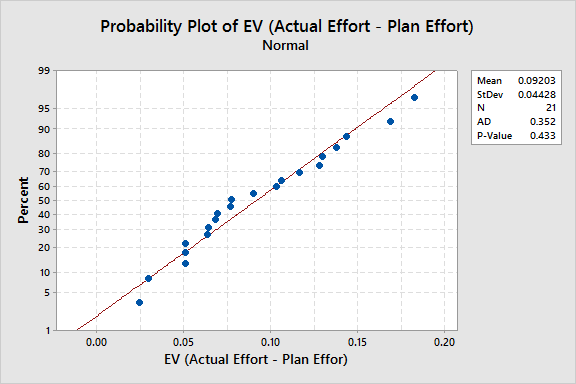 Probability Plot of EV (Actual Effort - Plan Effort)
Normal
Mean 0.09203
StDev 0.04428
N 21
AD 0.352
P-Value 0.433
Percent
99
95
90
80
70
60
50
40
30
20
10
5
1
0.00 0.05 0.10 0.15 0.20
EV (Actual Effort - Plan Effor)